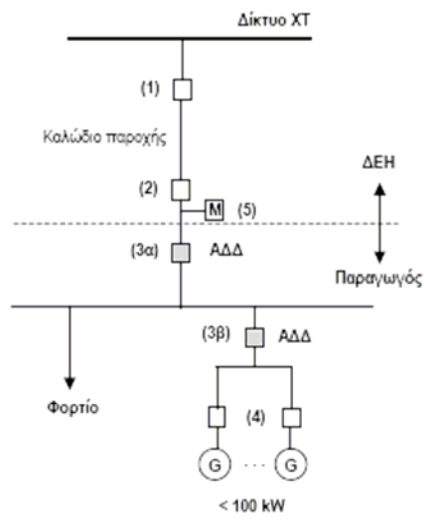 Δίκτυο ΧΤ
(1)
Καλώδιο παροχής
ΔΕΗ
(2)
M (5)
(3α) ΑΔΔ
Παραγωγός
(3β) ΑΔΔ
Φορτίο
(4)
G ... G
< 100 kW